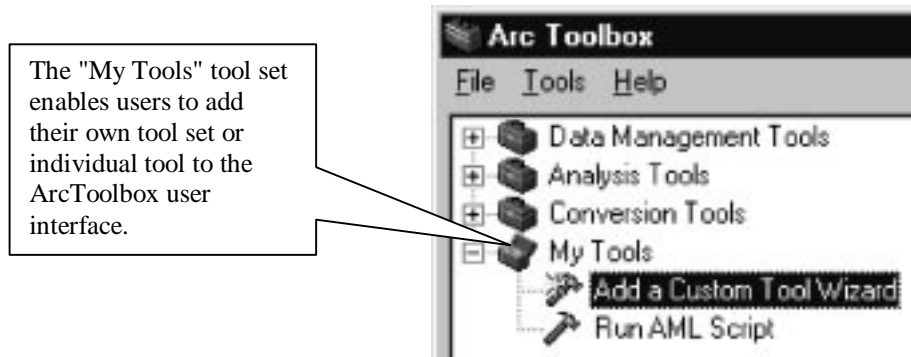 The "My Tools" tool set
enables users to add
their own tool set or
individual tool to the
ArcToolbox user
interface.
Arc Toolbox
File Tools Help
Data Management Tools
Analysis Tools
Conversion Tools
My Tools
Add a Custom Tool Wizard
Run AML Script